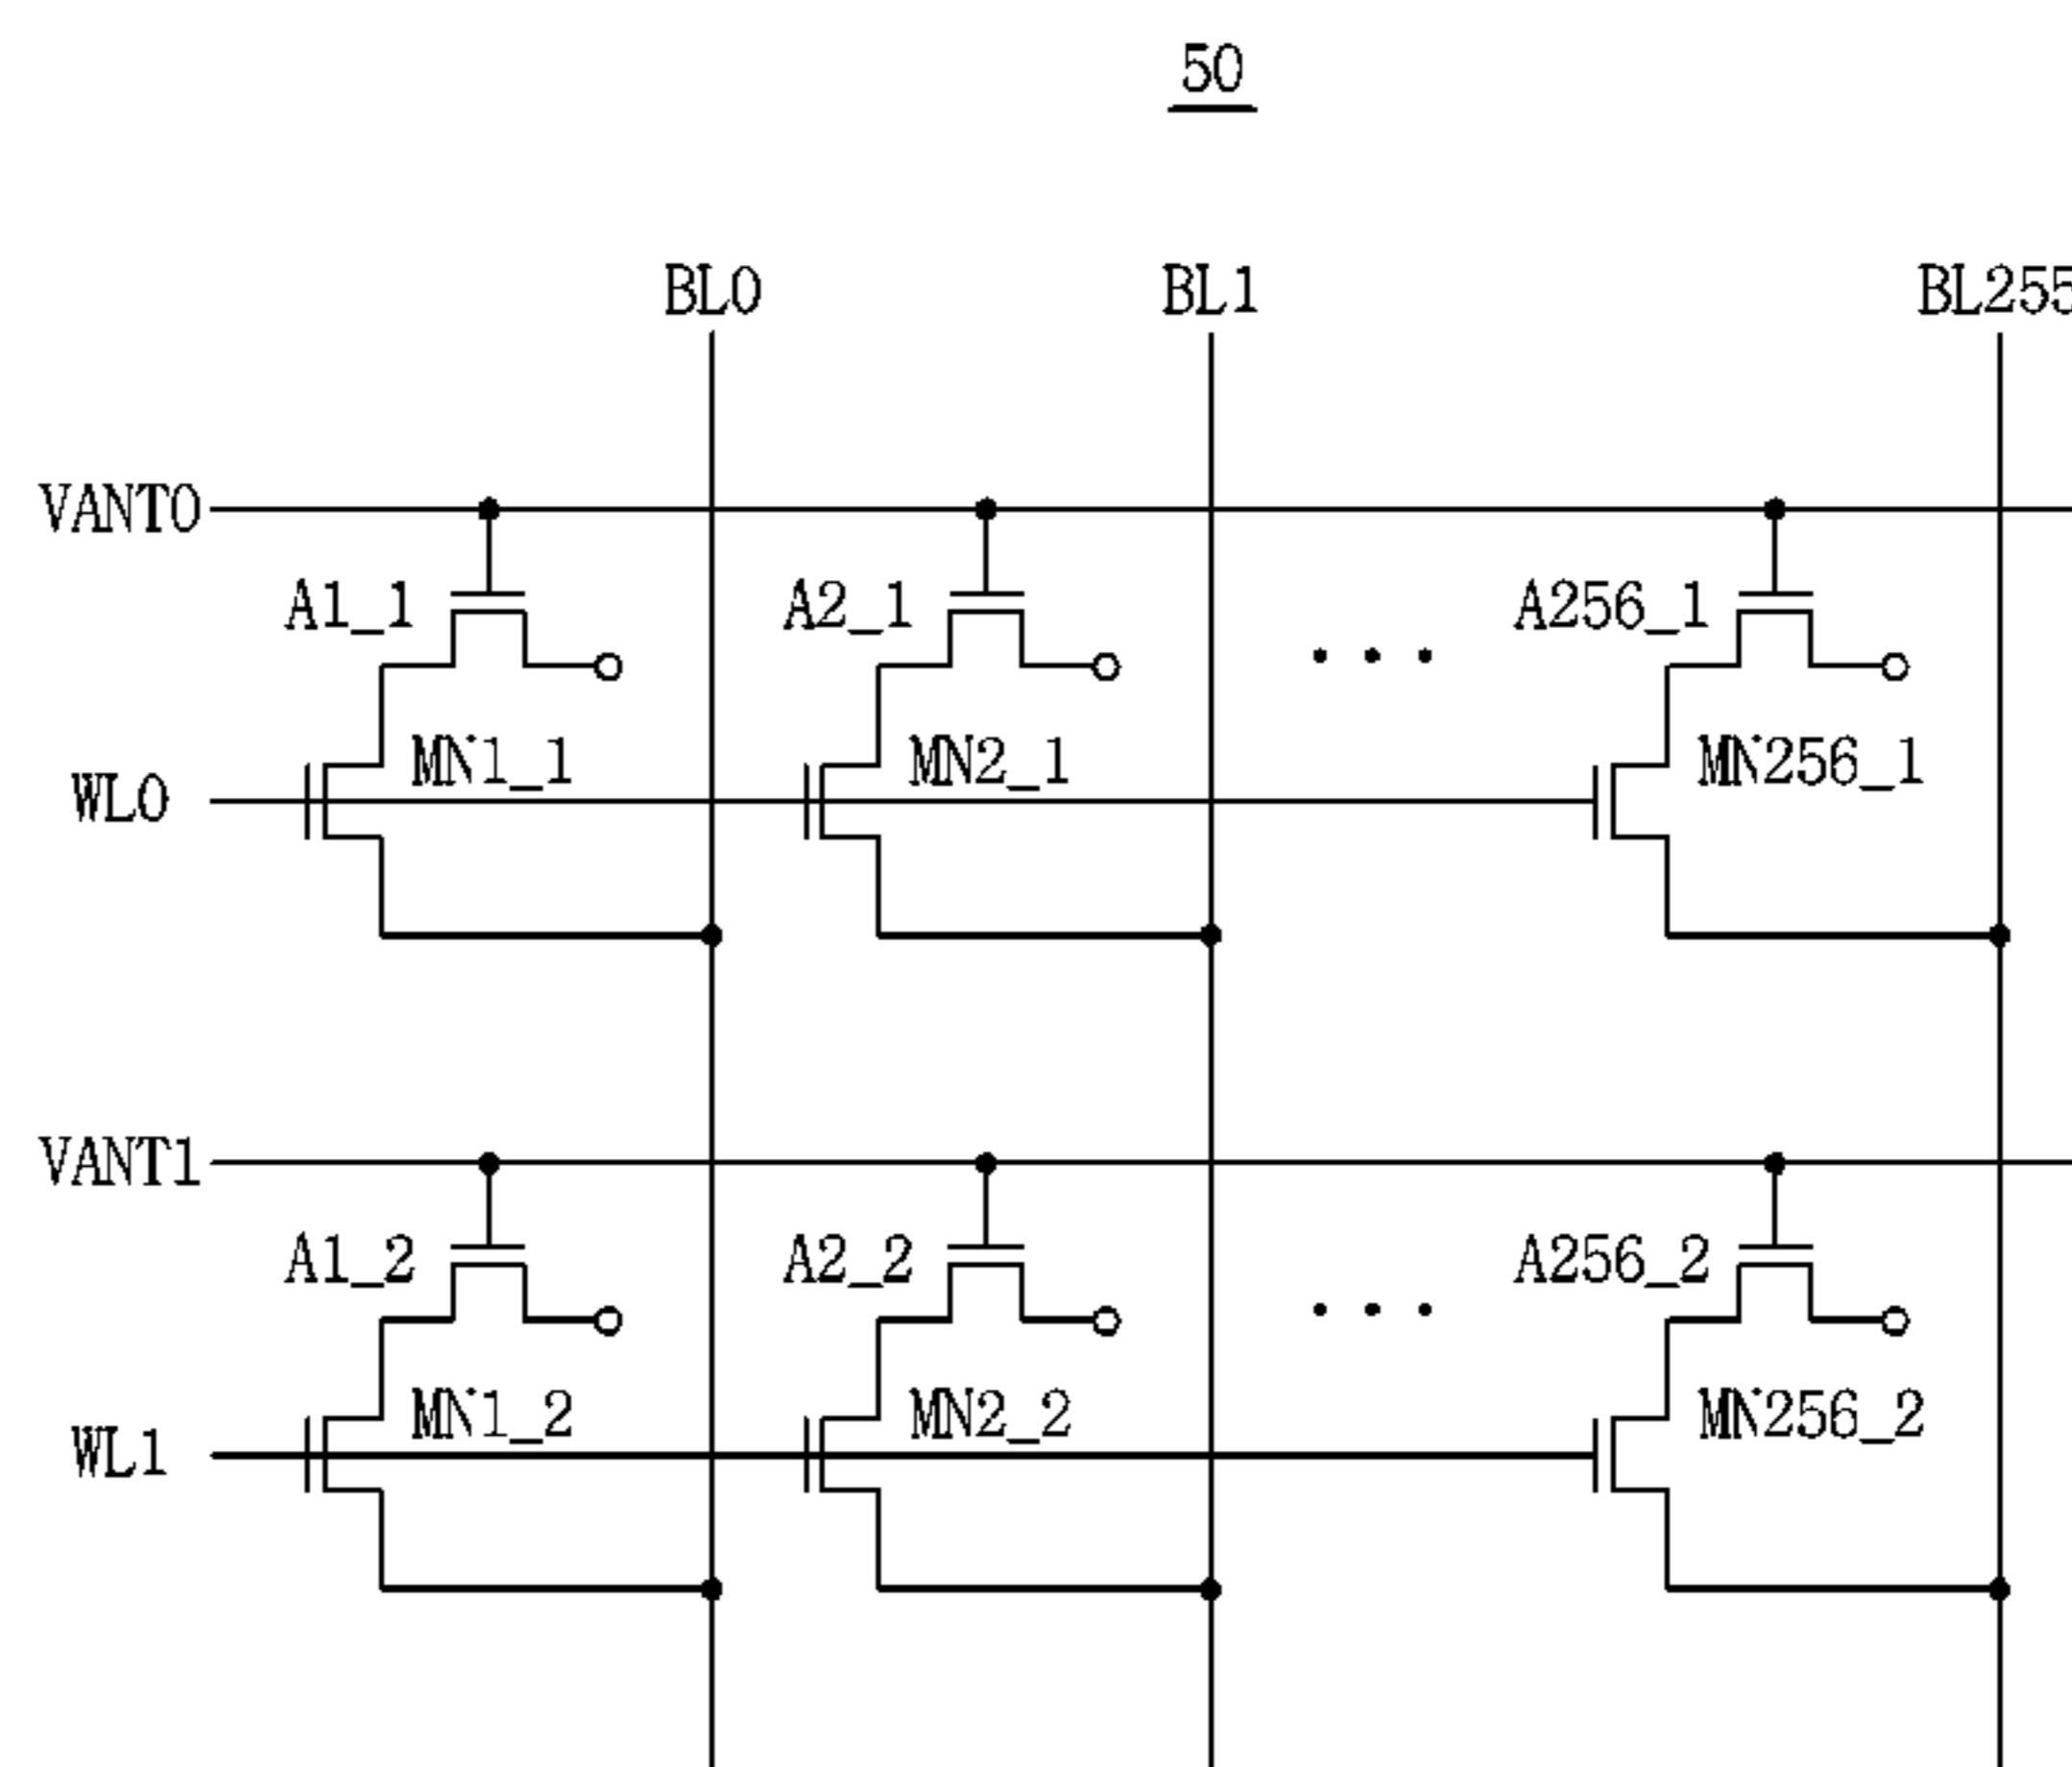 50
BL0 BL1 BL255
VANT0
A1_1 A2_1 A256_1
MN1_1 MN2_1 MN256_1
WL0
VANT1
A1_2 A2_2 A256_2
MN1_2 MN2_2 MN256_2
WL1